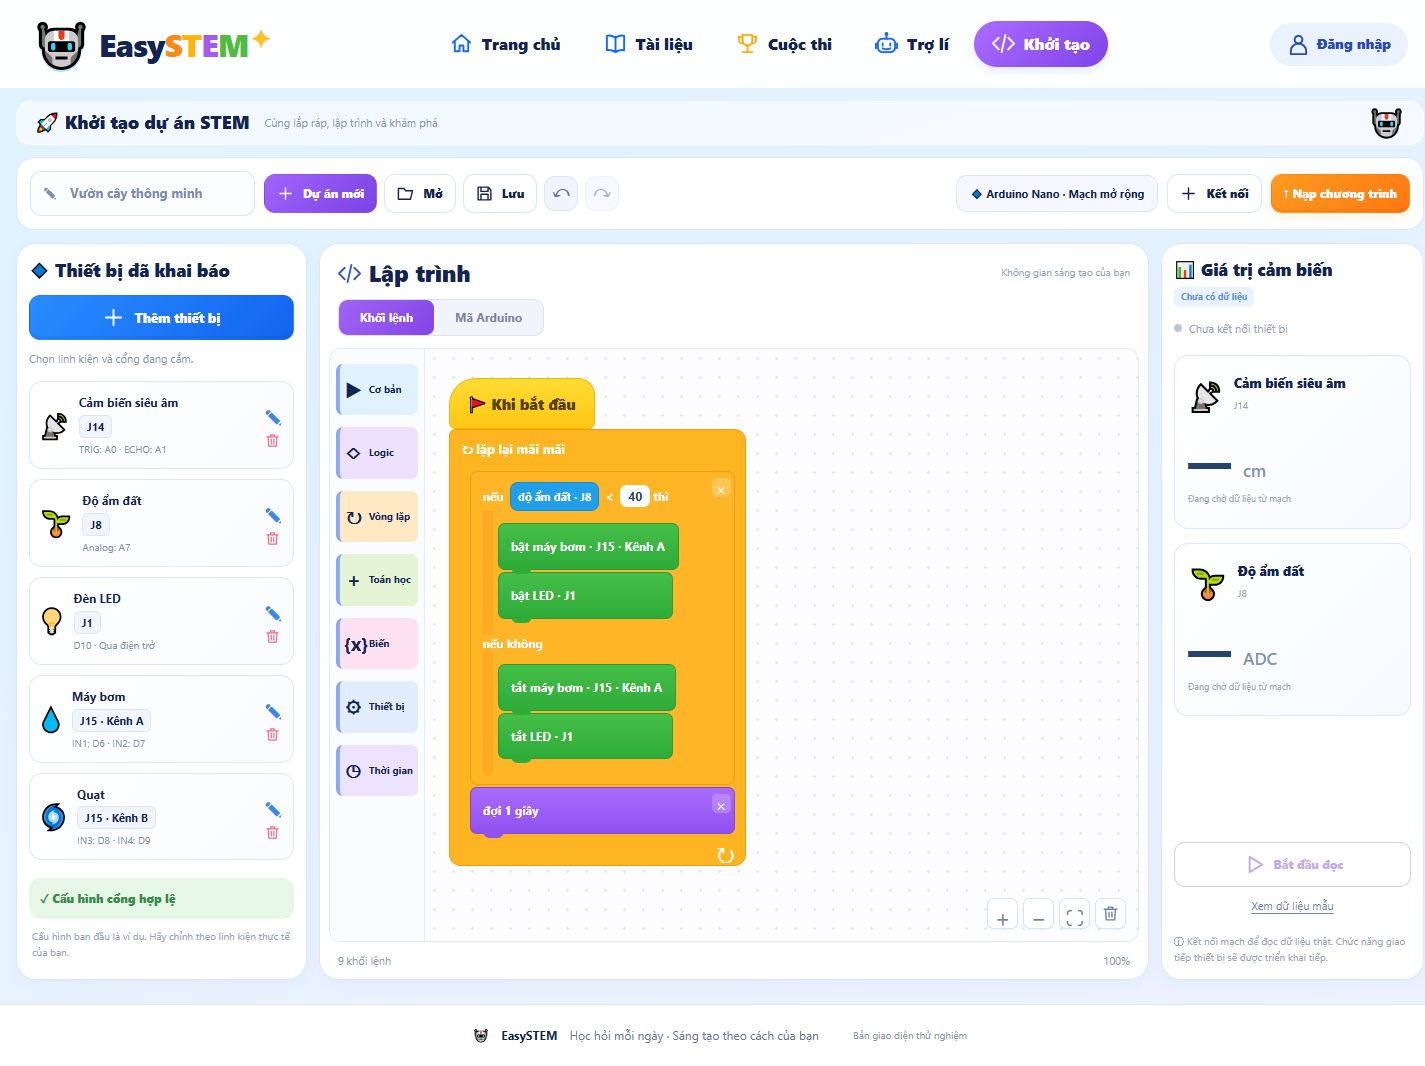 EasySTEM
Trang chủ
Tài liệu
Cuộc thi
Trợ lí
</> Khởi tạo
Đăng nhập
Khởi tạo dự án STEM
Cùng lắp ráp, lập trình và khám phá
Vườn cây thông minh
+ Dự án mới
Mở
Lưu
Arduino Nano · Mạch mở rộng
+ Kết nối
↑ Nạp chương trình
Thiết bị đã khai báo
+ Thêm thiết bị
Chọn linh kiện và cổng đang cắm.
Cảm biến siêu âm
J14
TRIG: A0 · ECHO: A1
Độ ẩm đất
J8
Analog: A7
Đèn LED
J1
D10 · Qua điện trở
Máy bơm
J15 · Kênh A
IN1: D6 · IN2: D7
Quạt
J15 · Kênh B
IN3: D8 · IN4: D9
✓ Cấu hình cổng hợp lệ
Cấu hình ban đầu là ví dụ. Hãy chỉnh theo linh kiện thực tế
của bạn.
</> Lập trình
Không gian sáng tạo của bạn
Khối lệnh
Mã Arduino
Cơ bản
Logic
Vòng lặp
+ Toán học
{x} Biến
Thiết bị
Thời gian
Khi bắt đầu
↻ lặp lại mãi mãi
nếu độ ẩm đất · J8 < 40 thì
×
bật máy bơm · J15 · Kênh A
bật LED · J1
nếu không
tắt máy bơm · J15 · Kênh A
tắt LED · J1
đợi 1 giây
×
9 khối lệnh
100%
Giá trị cảm biến
Chưa có dữ liệu
Chưa kết nối thiết bị
Cảm biến siêu âm
J14
— cm
Đang chờ dữ liệu từ mạch
Độ ẩm đất
J8
— ADC
Đang chờ dữ liệu từ mạch
Bắt đầu đọc
Xem dữ liệu mẫu
ⓘ Kết nối mạch để đọc dữ liệu thật. Chức năng giao
tiếp thiết bị sẽ được triển khai tiếp.
EasySTEM Học hỏi mỗi ngày · Sáng tạo theo cách của bạn Bản giao diện thử nghiệm